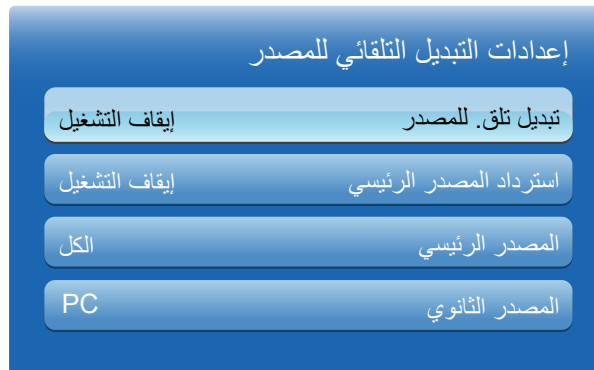 إعدادات التبديل التلقائي للمصدر
تبديل تلق. للمصدر إيقاف التشغيل
استرداد المصدر الرئيسي إيقاف التشغيل
المصدر الرئيسي الكل
المصدر الثانوي PC